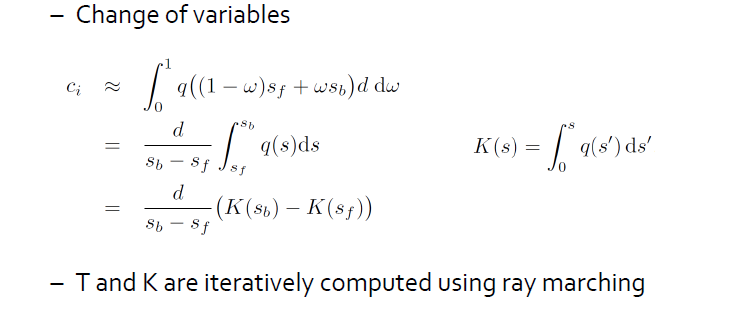 – Change of variables
c_i ≈ ∫_0^1 q((1 − ω)s_f + ωs_b)d dω
= d / (s_b − s_f) ∫_{s_f}^{s_b} q(s)ds    K(s) = ∫_0^s q(s′) ds′
= d / (s_b − s_f) (K(s_b) − K(s_f))
– T and K are iteratively computed using ray marching